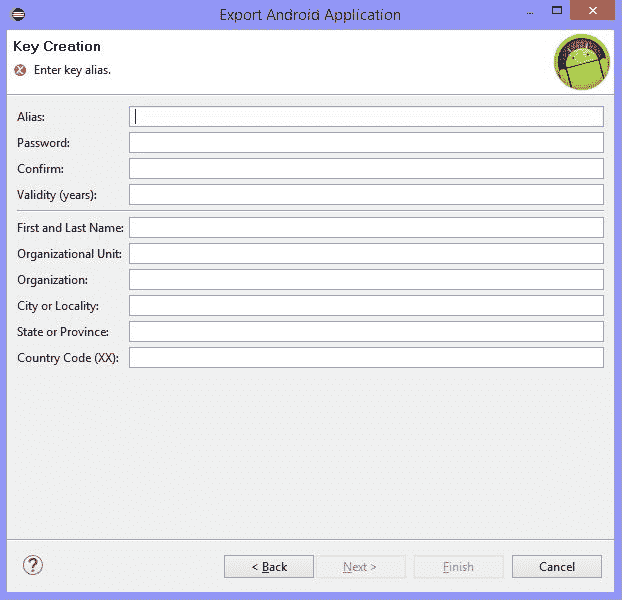 Export Android Application
Key Creation
Enter key alias.
Alias:
Password:
Confirm:
Validity (years):
First and Last Name:
Organizational Unit:
Organization:
City or Locality:
State or Province:
Country Code (XX):
? < Back Next > Finish Cancel